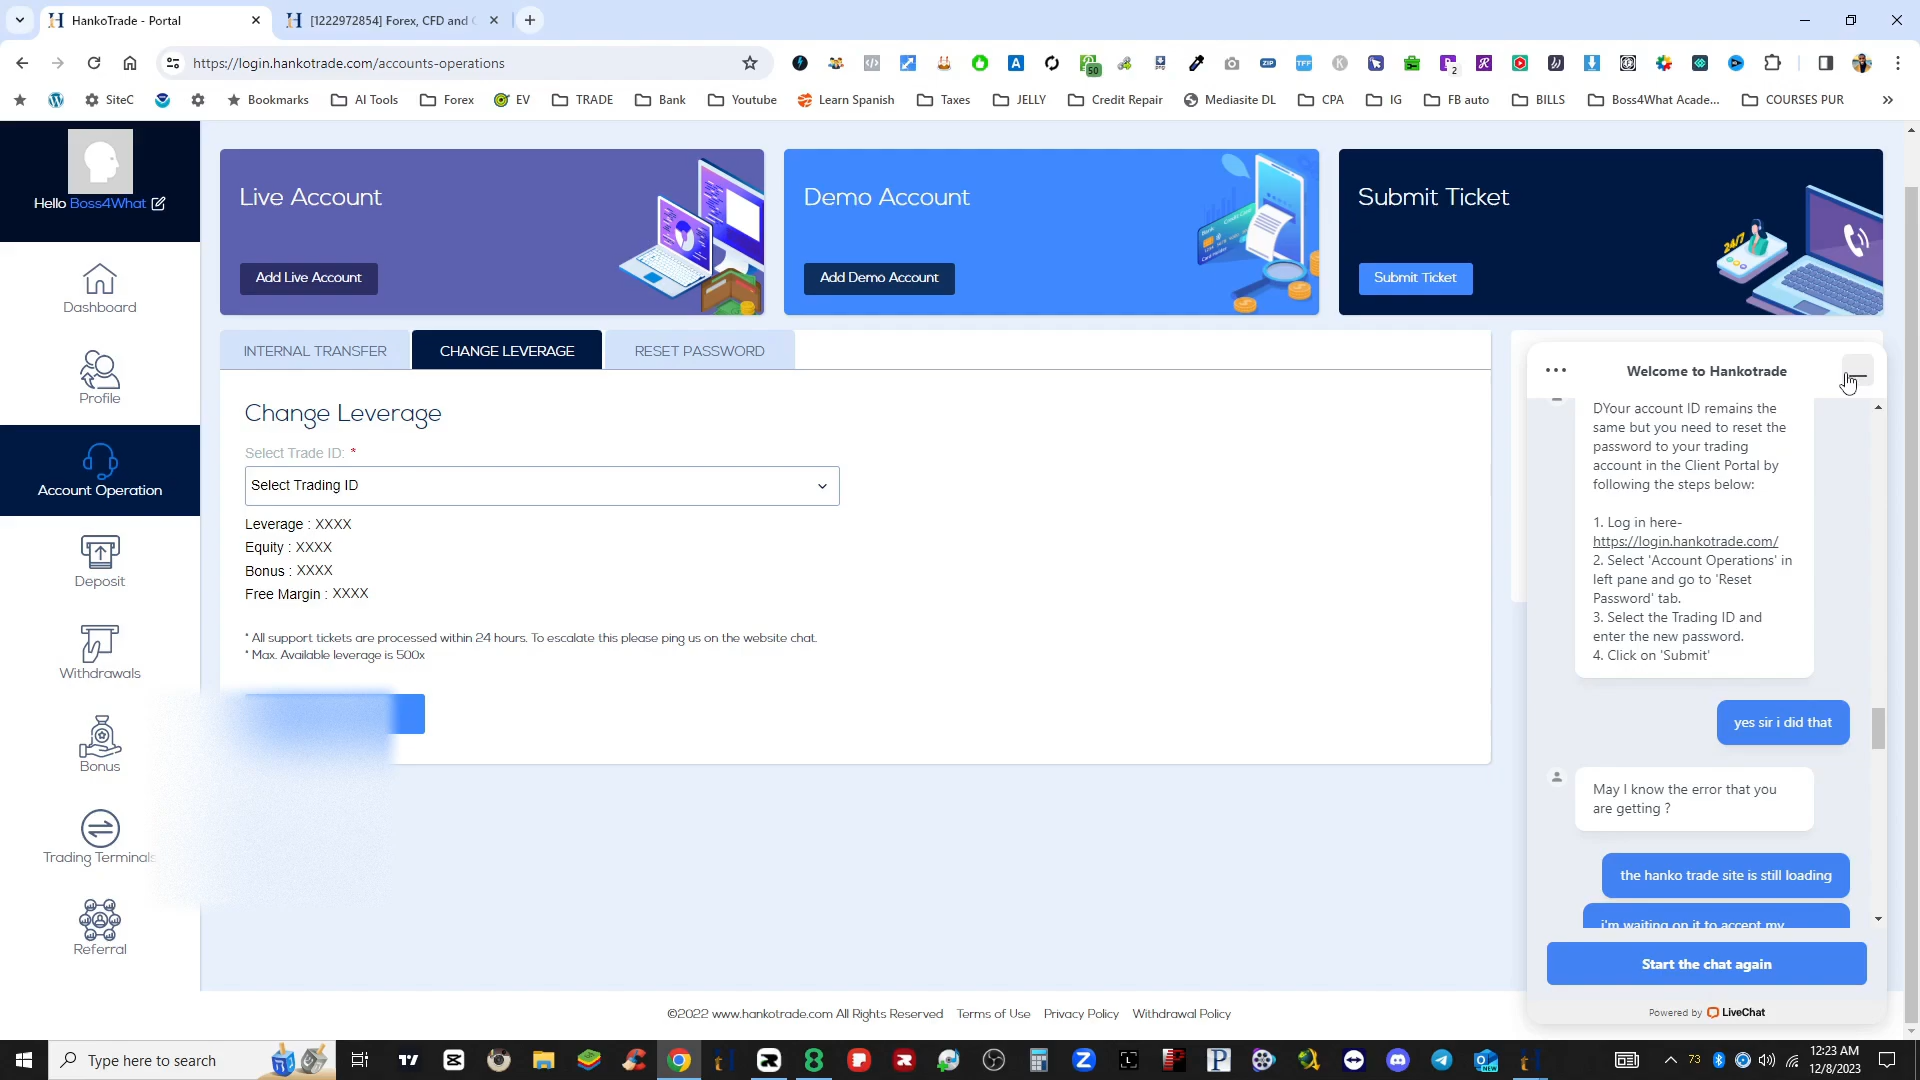 HankoTrade - Portal
[1222972854] Forex, CFD and
https://login.hankotrade.com/accounts-operations
SiteC
Bookmarks
AI Tools
Forex
EV
TRADE
Bank
Youtube
Learn Spanish
Taxes
JELLY
Credit Repair
Mediasite DL
CPA
IG
FB auto
BILLS
Boss4What Acade...
COURSES PUR
Hello Boss4What
Dashboard
Profile
Account Operation
Deposit
Withdrawals
Bonus
Trading Terminals
Referral
Live Account
Add Live Account
Demo Account
Add Demo Account
Submit Ticket
Submit Ticket
24/7
INTERNAL TRANSFER
CHANGE LEVERAGE
RESET PASSWORD
Change Leverage
Select Trade ID: *
Select Trading ID
Leverage : XXXX
Equity : XXXX
Bonus : XXXX
Free Margin : XXXX
* All support tickets are processed within 24 hours. To escalate this please ping us on the website chat.
* Max. Available leverage is 500x
Welcome to Hankotrade
DYour account ID remains the
same but you need to reset the
password to your trading
account in the Client Portal by
following the steps below:
1. Log in here-
https://login.hankotrade.com/
2. Select 'Account Operations' in
left pane and go to 'Reset
Password' tab.
3. Select the Trading ID and
enter the new password.
4. Click on 'Submit'
yes sir i did that
May I know the error that you
are getting ?
the hanko trade site is still loading
i'm waiting on it to accept my
Start the chat again
Powered by LiveChat
©2022 www.hankotrade.com All Rights Reserved
Terms of Use
Privacy Policy
Withdrawal Policy
Type here to search
73
12:23 AM
12/8/2023